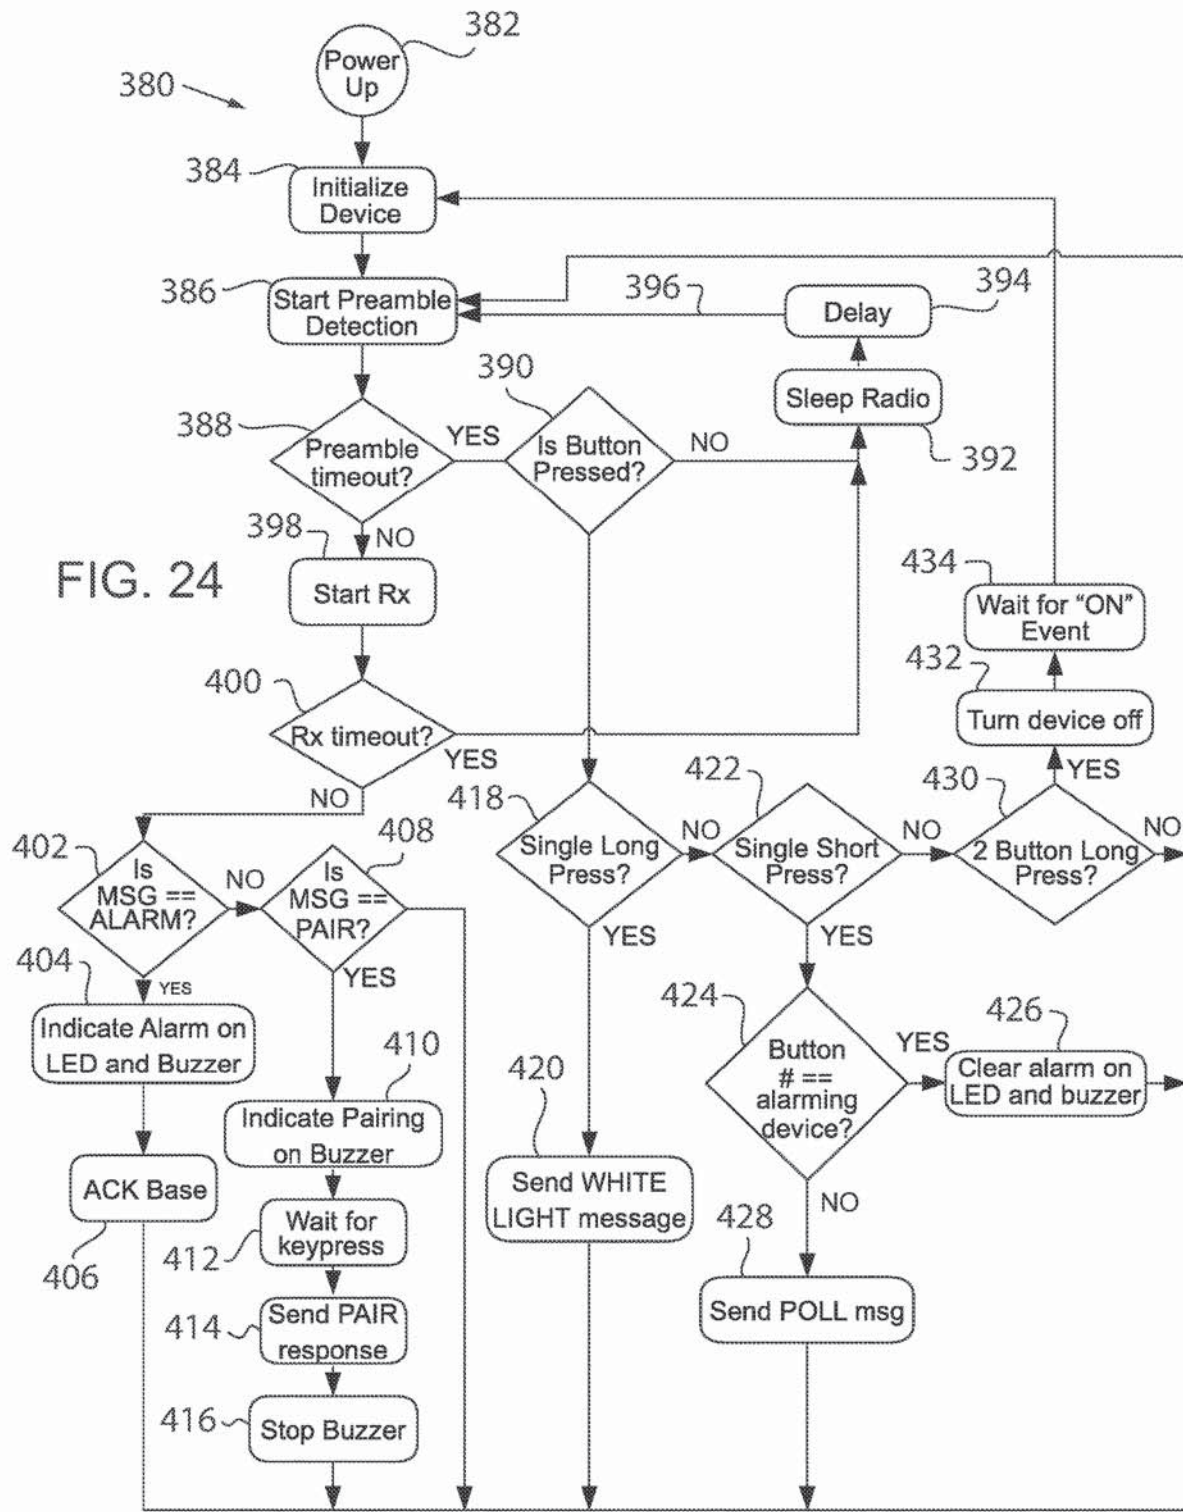 382
Power
Up
380
384
Initialize
Device
386
Start Preamble
Detection
396
Delay
394
390
Sleep Radio
392
388
Preamble
timeout?
YES
Is Button
Pressed?
NO
398
NO
FIG. 24
Start Rx
434
Wait for “ON”
Event
432
400
Rx timeout?
YES
Turn device off
NO
422
YES
430
418
402
408
Single Long
Press?
NO
Single Short
Press?
NO
2 Button Long
Press?
NO
Is
MSG ==
ALARM?
NO
Is
MSG ==
PAIR?
YES
YES
404
YES
YES
424
426
Indicate Alarm on
LED and Buzzer
410
420
Button
# ==
alarming
device?
YES
Clear alarm on
LED and buzzer
Indicate Pairing
on Buzzer
ACK Base
406
Send WHITE
LIGHT message
NO
412
Wait for
keypress
428
414
Send PAIR
response
Send POLL msg
416
Stop Buzzer